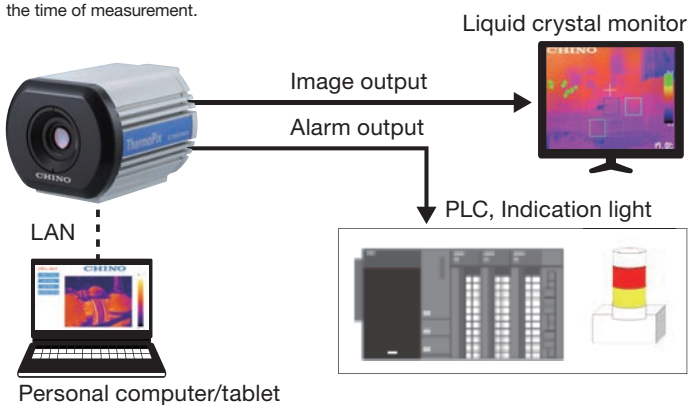 the time of measurement.
Liquid crystal monitor
CHINO
Image output
Alarm output
ThermoPix
CHINO
PLC, Indication light
LAN
CHINO
Personal computer/tablet